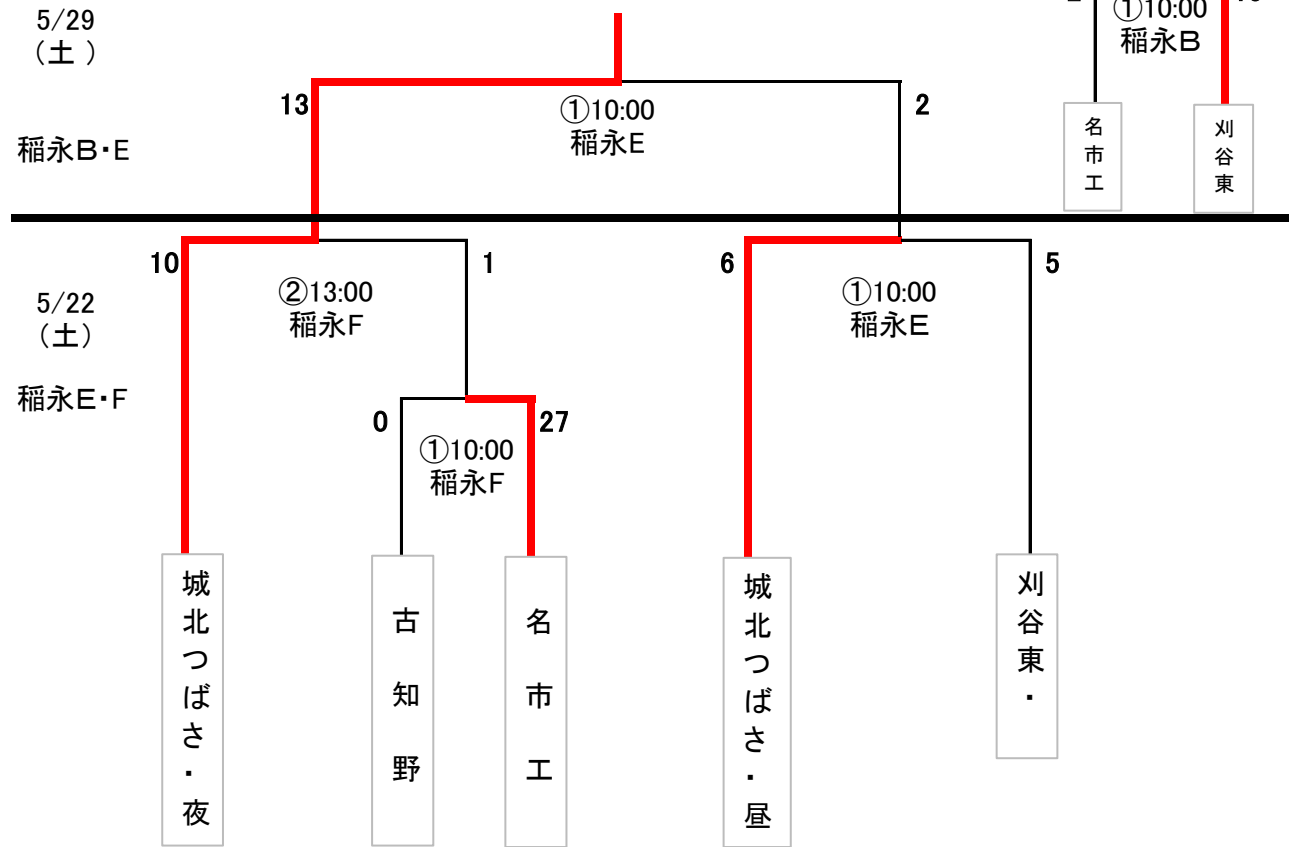 5/29
(土)
①10:00
稲永B
13
①10:00
稲永E
2
稲永B・E
名市工
刈谷東
10
1
6
5
②13:00
稲永F
①10:00
稲永E
5/22
(土)
稲永E・F
0
27
①10:00
稲永F
城北つばさ・夜
古知野
名市工
城北つばさ・昼
刈谷東・